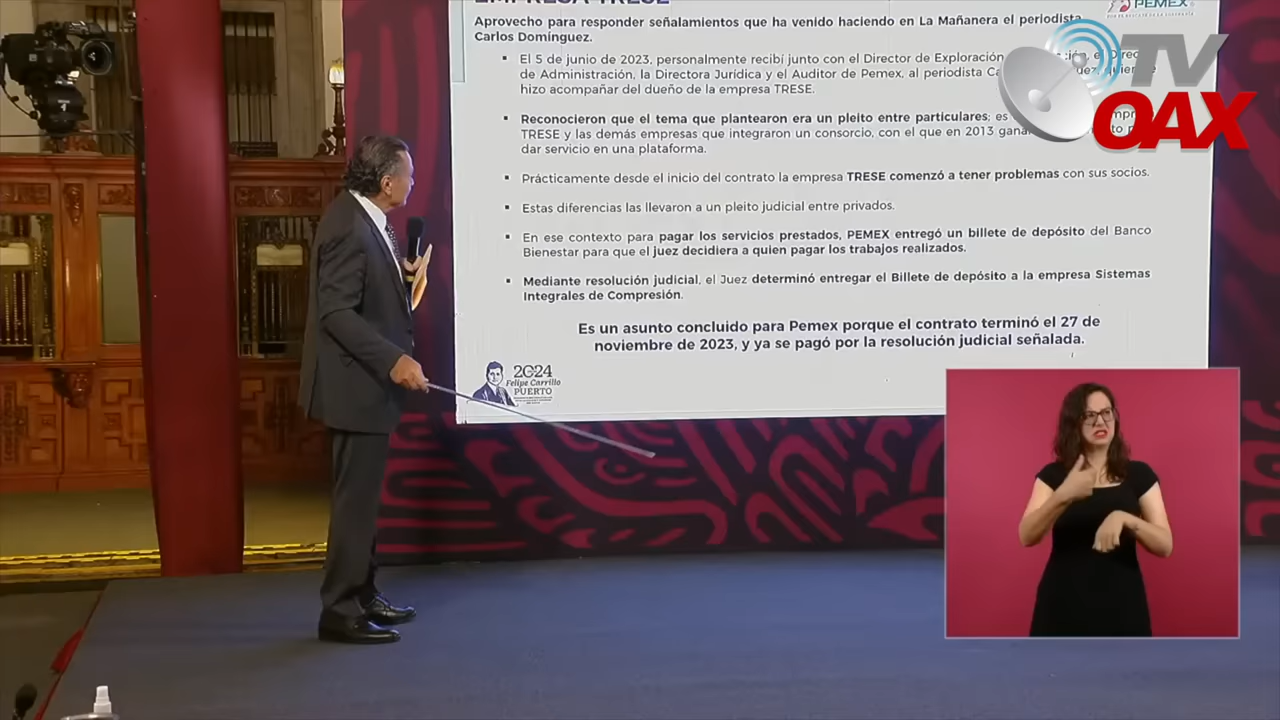 EMPRESA TRESE
PEMEX
Aprovecho para responder señalamientos que ha venido haciendo en La Mañanera el periodista
Carlos Domínguez.
El 5 de junio de 2023, personalmente recibí junto con el Director de Exploración
de Administración, la Directora Jurídica y el Auditor de Pemex, al periodista
hizo acompañar del dueño de la empresa TRESE.
Reconocieron que el tema que plantearon era un pleito entre particulares; es
TRESE y las demás empresas que integraron un consorcio, con el que en 2013
dar servicio en una plataforma.
Prácticamente desde el inicio del contrato la empresa TRESE comenzó a tener problemas con sus socios.
Estas diferencias las llevaron a un pleito judicial entre privados.
En ese contexto para pagar los servicios prestados, PEMEX entregó un billete de depósito del Banco
Bienestar para que el juez decidiera a quien pagar los trabajos realizados.
Mediante resolución judicial, el Juez determinó entregar el Billete de depósito a la empresa Sistemas
Integrales de Compresión.
Es un asunto concluido para Pemex porque el contrato terminó el 27 de
noviembre de 2023, y ya se pagó por la resolución judicial señalada.
2024
Felipe Carrillo
PUERTO
TV
OAX